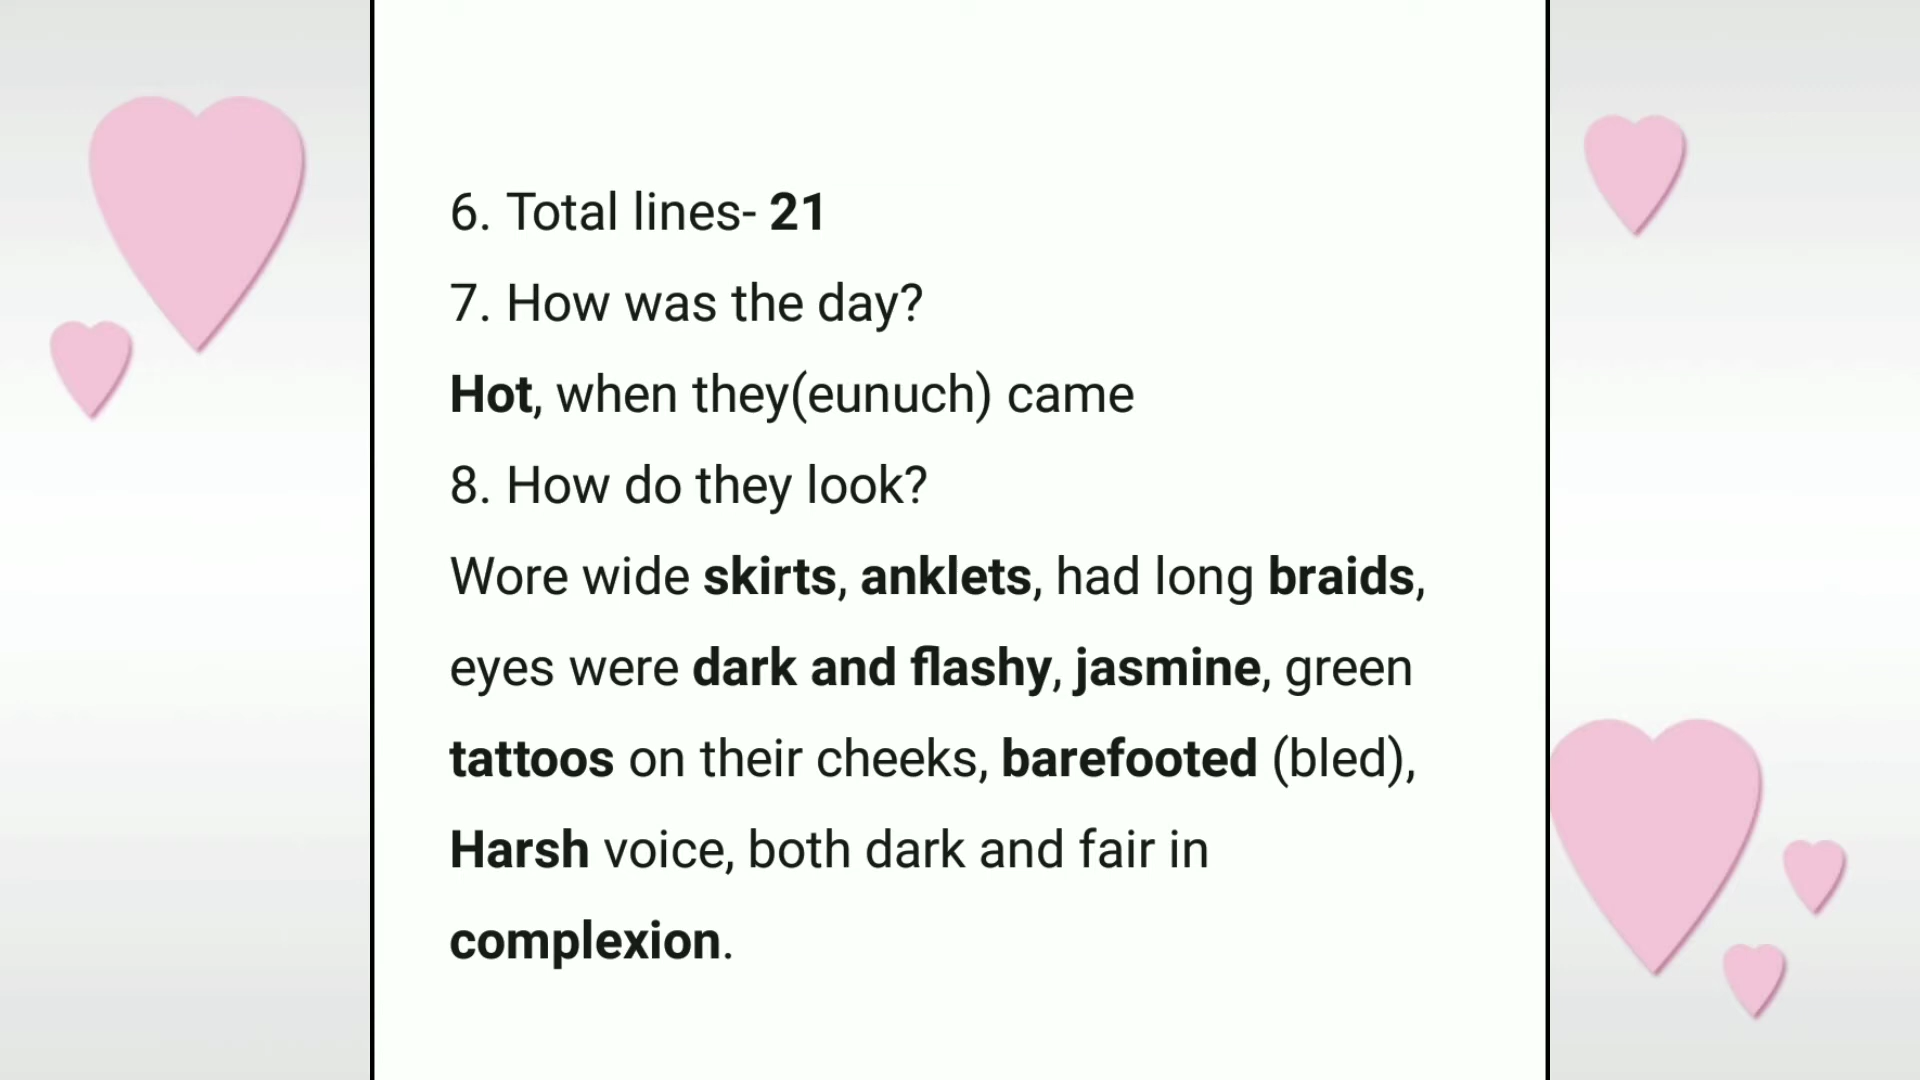 6. Total lines- 21
7. How was the day?
Hot, when they(eunuch) came
8. How do they look?
Wore wide skirts, anklets, had long braids,
eyes were dark and flashy, jasmine, green
tattoos on their cheeks, barefooted (bled),
Harsh voice, both dark and fair in
complexion.